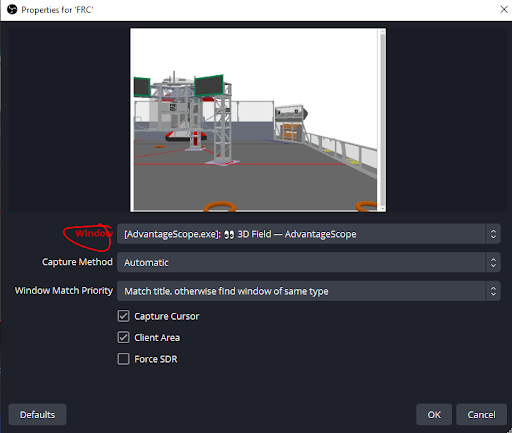 Properties for 'FRC'
Window [AdvantageScope.exe]: 👀 3D Field — AdvantageScope
Capture Method Automatic
Window Match Priority Match title, otherwise find window of same type
Capture Cursor
Client Area
Force SDR
Defaults OK Cancel